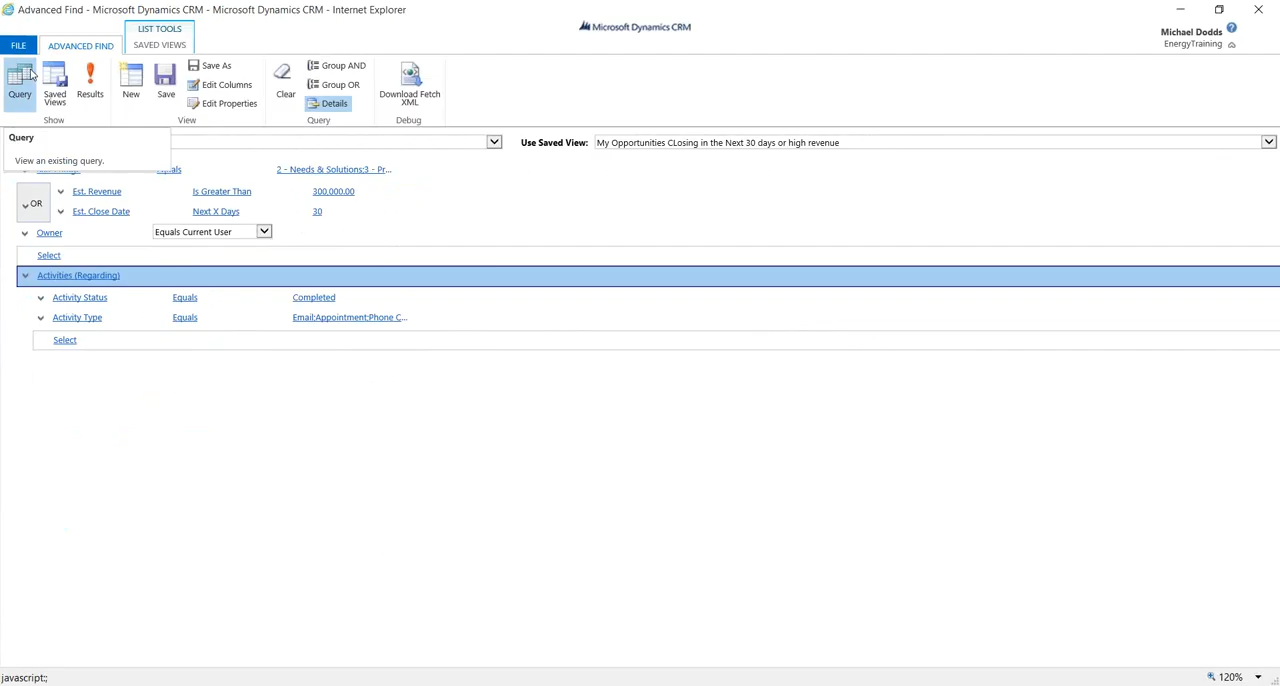 Advanced Find - Microsoft Dynamics CRM - Microsoft Dynamics CRM - Internet Explorer
Microsoft Dynamics CRM
Michael Dodds
EnergyTraining
LIST TOOLS
FILE
ADVANCED FIND
SAVED VIEWS
Query
Saved Views
Results
Show
New
Save
Save As
Edit Columns
Edit Properties
View
Clear
Group AND
Group OR
Details
Query
Download Fetch XML
Debug
Query
View an existing query.
Use Saved View:
My Opportunities CLosing in the Next 30 days or high revenue
2 - Needs & Solutions;3 - Pr...
OR
Est. Revenue
Is Greater Than
300,000.00
Est. Close Date
Next X Days
30
Owner
Equals Current User
Select
Activities (Regarding)
Activity Status
Equals
Completed
Activity Type
Equals
Email;Appointment;Phone C...
Select
javascript:;
120%